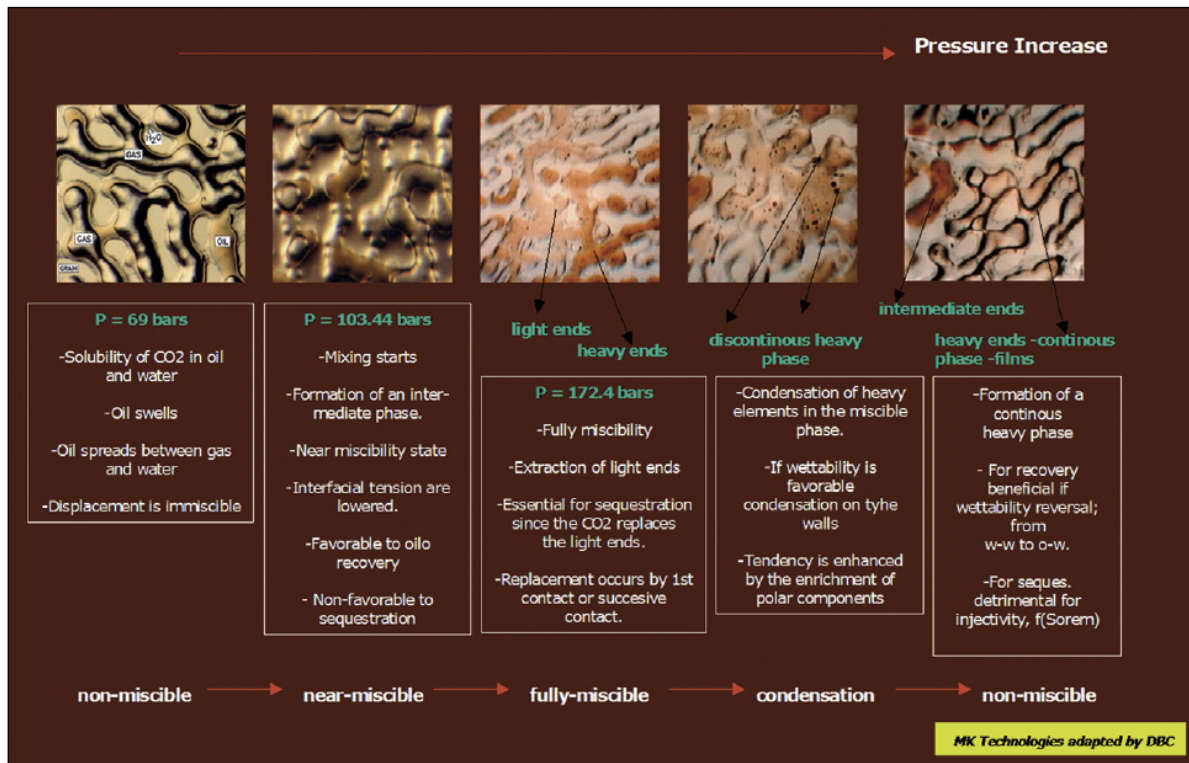 Pressure Increase
H2O
GAS
GAS
OIL
GRAIN
P = 69 bars
-Solubility of CO2 in oil
and water
-Oil swells
-Oil spreads between gas
and water
-Displacement is immiscible
P = 103.44 bars
-Mixing starts
-Formation of an inter-
mediate phase.
-Near miscibility state
-Interfacial tension are
lowered.
-Favorable to oilo
recovery
- Non-favorable to
sequestration
light ends
heavy ends
P = 172.4 bars
-Fully miscibility
-Extraction of light ends
-Essential for sequestration
since the CO2 replaces
the light ends.
-Replacement occurs by 1st
contact or succesive
contact.
discontinous heavy
phase
-Condensation of heavy
elements in the miscible
phase.
-If wettability is
favorable
condensation on tyhe
walls
-Tendency is enhanced
by the enrichment of
polar components
intermediate ends
heavy ends -continous
phase -films
-Formation of a
continous
heavy phase
- For recovery
beneficial if
wettability reversal;
from
w-w to o-w.
-For seques.
detrimental for
injectivity, f(Sorem)
non-miscible
near-miscible
fully-miscible
condensation
non-miscible
MK Technologies adapted by DBC